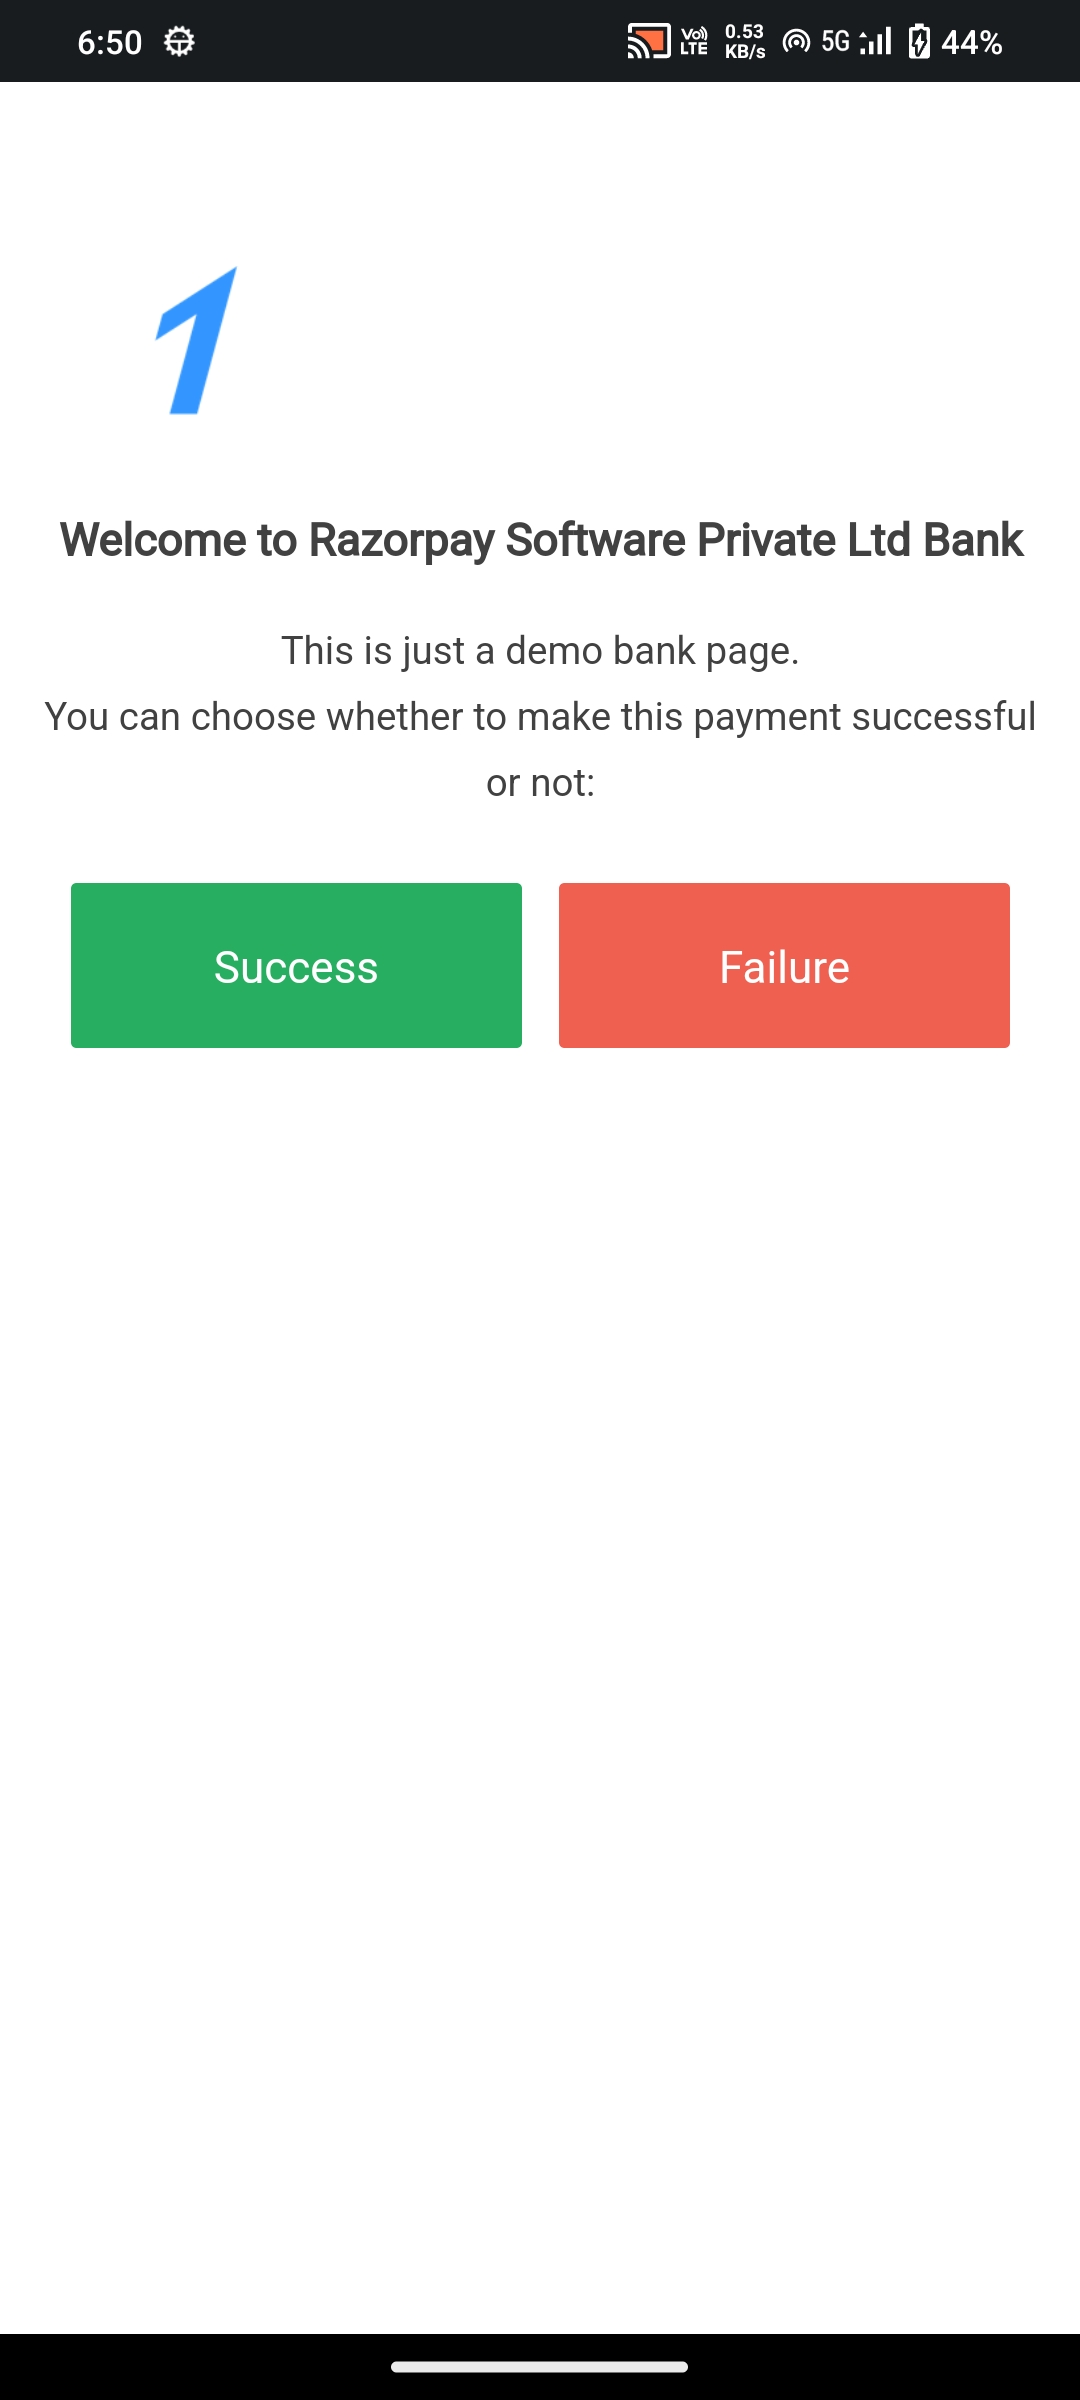 6:50
Vo) LTE
0.53 KB/s
5G
44%
1
Welcome to Razorpay Software Private Ltd Bank
This is just a demo bank page.
You can choose whether to make this payment successful
or not:
Success
Failure